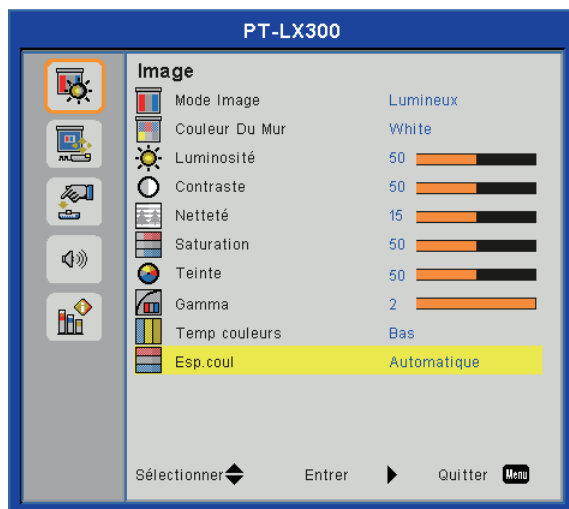 PT-LX300
Image
Mode Image Lumineux
Couleur Du Mur White
Luminosité 50
Contraste 50
Netteté 15
Saturation 50
Teinte 50
Gamma 2
Temp couleurs Bas
Esp.coul Automatique
Sélectionner Entrer Quitter Menu